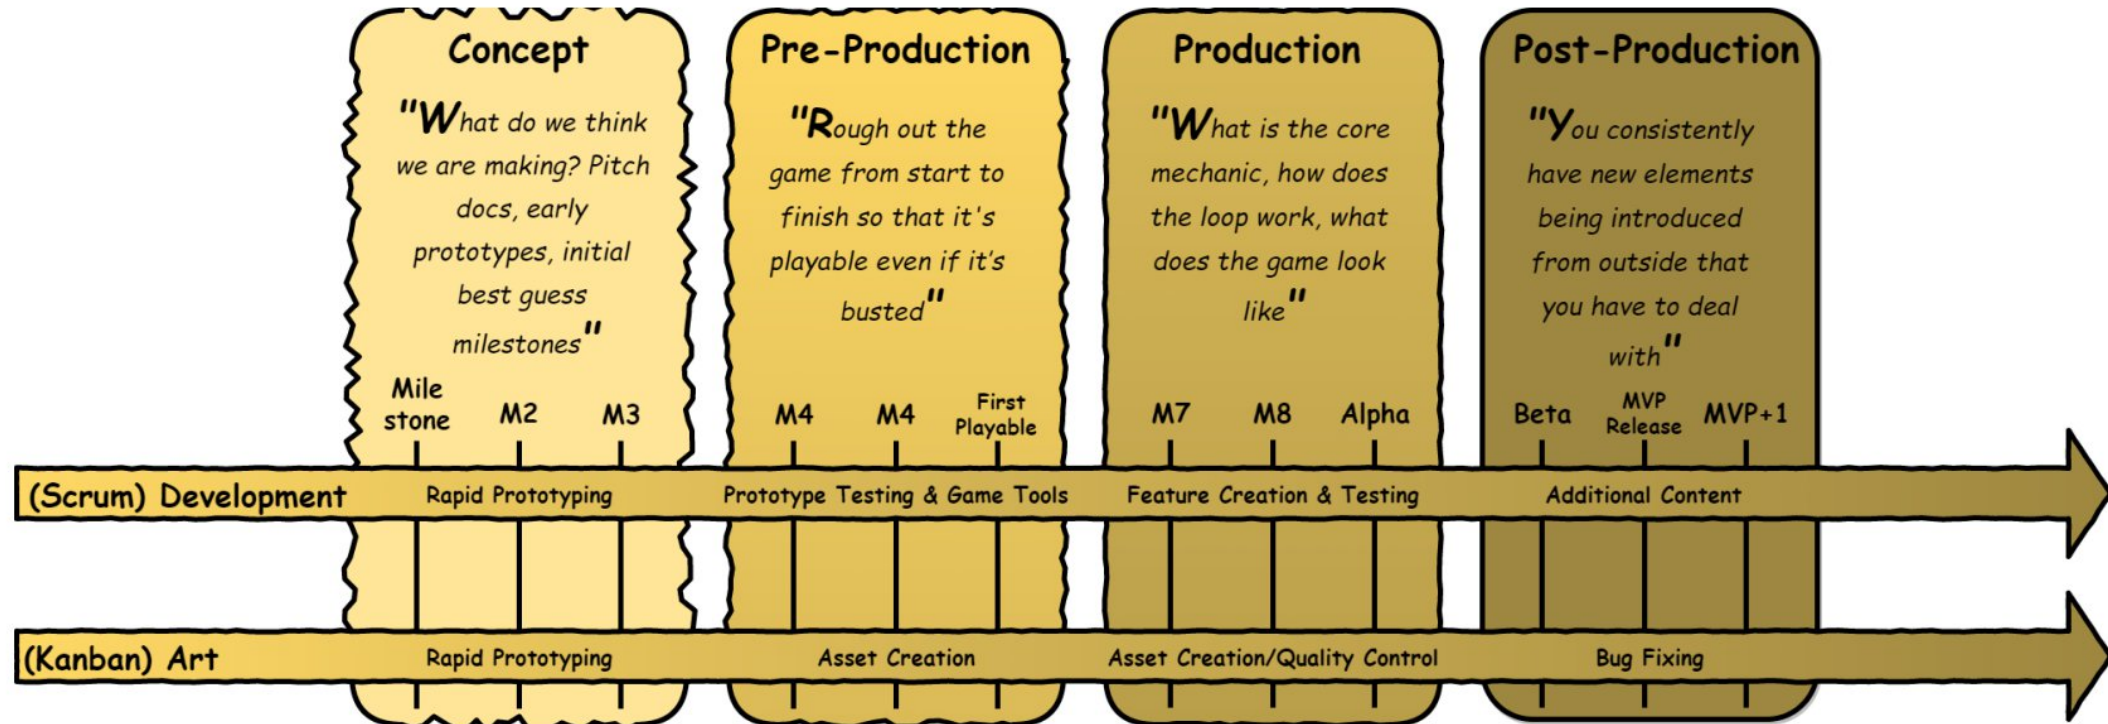 Concept
"What do we think
we are making? Pitch
docs, early
prototypes, initial
best guess
milestones"
Mile
stone
M2
M3
Pre-Production
"Rough out the
game from start to
finish so that it's
playable even if it's
busted"
M4
M4
First
Playable
Production
"What is the core
mechanic, how does
the loop work, what
does the game look
like"
M7
M8
Alpha
Post-Production
"You consistently
have new elements
being introduced
from outside that
you have to deal
with"
Beta
MVP
Release
MVP+1
(Scrum) Development
Rapid Prototyping
Prototype Testing & Game Tools
Feature Creation & Testing
Additional Content
(Kanban) Art
Rapid Prototyping
Asset Creation
Asset Creation/Quality Control
Bug Fixing